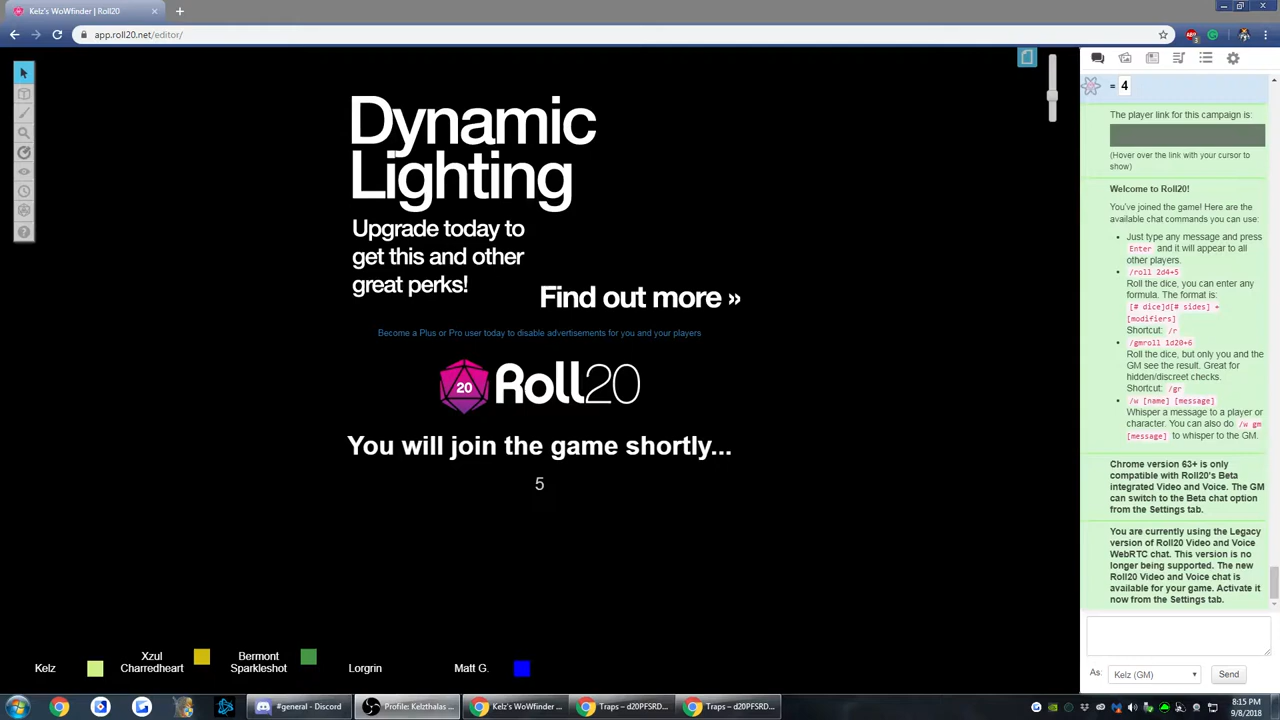 Kelz's WoWfinder | Roll20
app.roll20.net/editor/
Dynamic
Lighting
Upgrade today to
get this and other
great perks!
Find out more »
Become a Plus or Pro user today to disable advertisements for you and your players
20 Roll20
You will join the game shortly...
5
Kelz
Xzul
Charredheart
Bermont
Sparkleshot
Lorgrin
Matt G.
= 4
The player link for this campaign is:
(Hover over the link with your cursor to
show)
Welcome to Roll20!
You've joined the game! Here are the
available chat commands you can use:
Just type any message and press
Enter and it will appear to all
other players.
/roll 2d4+5
Roll the dice, you can enter any
formula. The format is:
[# dice]d[# sides] +
[modifiers]
Shortcut: /r
/gmroll 1d20+6
Roll the dice, but only you and the
GM see the result. Great for
hidden/discreet checks.
Shortcut: /gr
/w [name] [message]
Whisper a message to a player or
character. You can also do /w gm
[message] to whisper to the GM.
Chrome version 63+ is only
compatible with Roll20's Beta
integrated Video and Voice. The GM
can switch to the Beta chat option
from the Settings tab.
You are currently using the Legacy
version of Roll20 Video and Voice
WebRTC chat. This version is no
longer being supported. The new
Roll20 Video and Voice chat is
available for your game. Activate it
now from the Settings tab.
As: Kelz (GM) Send
#general - Discord
Profile: Kelzthalas ...
Kelz's WoWfinder ...
Traps – d20PFSRD...
Traps – d20PFSRD...
8:15 PM
9/8/2018